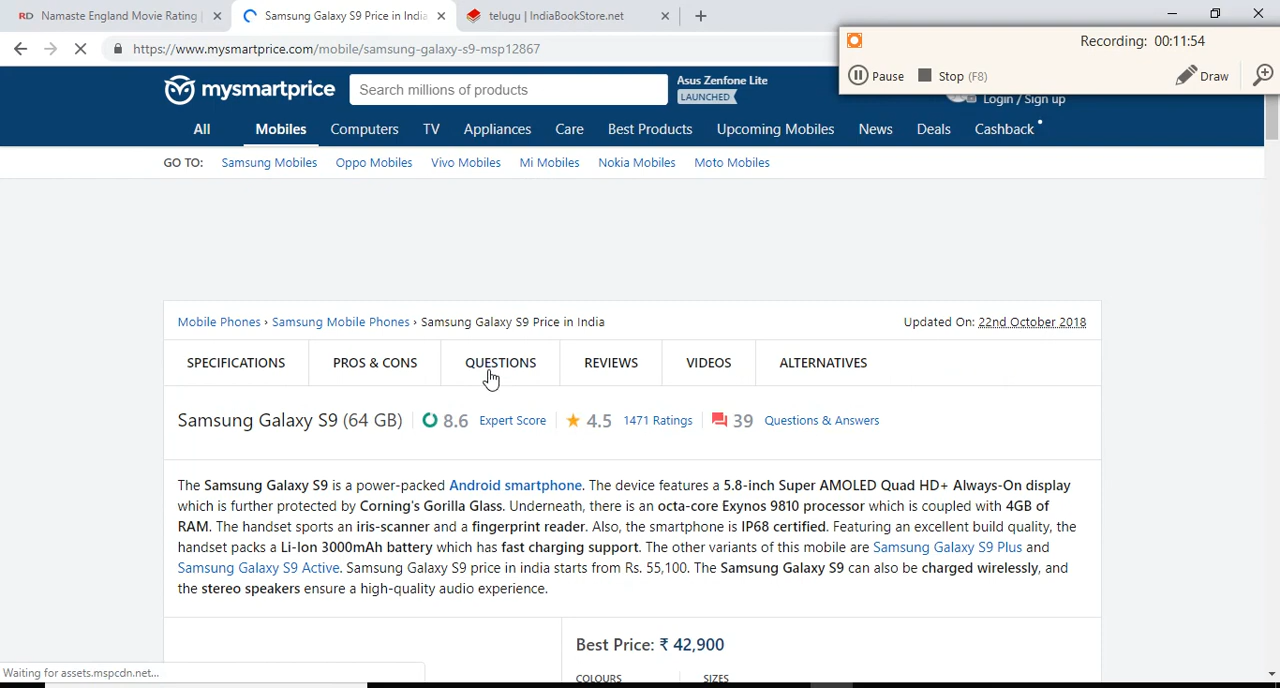 RD Namaste England Movie Rating
Samsung Galaxy S9 Price in India
telugu | IndiaBookStore.net
https://www.mysmartprice.com/mobile/samsung-galaxy-s9-msp12867
Recording: 00:11:54
Pause Stop (F8) Draw
mysmartprice
Search millions of products
Asus Zenfone Lite
LAUNCHED
Login / Sign up
All Mobiles Computers TV Appliances Care Best Products Upcoming Mobiles News Deals Cashback
GO TO: Samsung Mobiles Oppo Mobiles Vivo Mobiles Mi Mobiles Nokia Mobiles Moto Mobiles
Mobile Phones › Samsung Mobile Phones › Samsung Galaxy S9 Price in India
Updated On: 22nd October 2018
SPECIFICATIONS PROS & CONS QUESTIONS REVIEWS VIDEOS ALTERNATIVES
Samsung Galaxy S9 (64 GB) 8.6 Expert Score 4.5 1471 Ratings 39 Questions & Answers
The Samsung Galaxy S9 is a power-packed Android smartphone. The device features a 5.8-inch Super AMOLED Quad HD+ Always-On display
which is further protected by Corning's Gorilla Glass. Underneath, there is an octa-core Exynos 9810 processor which is coupled with 4GB of
RAM. The handset sports an iris-scanner and a fingerprint reader. Also, the smartphone is IP68 certified. Featuring an excellent build quality, the
handset packs a Li-Ion 3000mAh battery which has fast charging support. The other variants of this mobile are Samsung Galaxy S9 Plus and
Samsung Galaxy S9 Active. Samsung Galaxy S9 price in india starts from Rs. 55,100. The Samsung Galaxy S9 can also be charged wirelessly, and
the stereo speakers ensure a high-quality audio experience.
Best Price: ₹ 42,900
COLOURS SIZES
Waiting for assets.mspcdn.net...